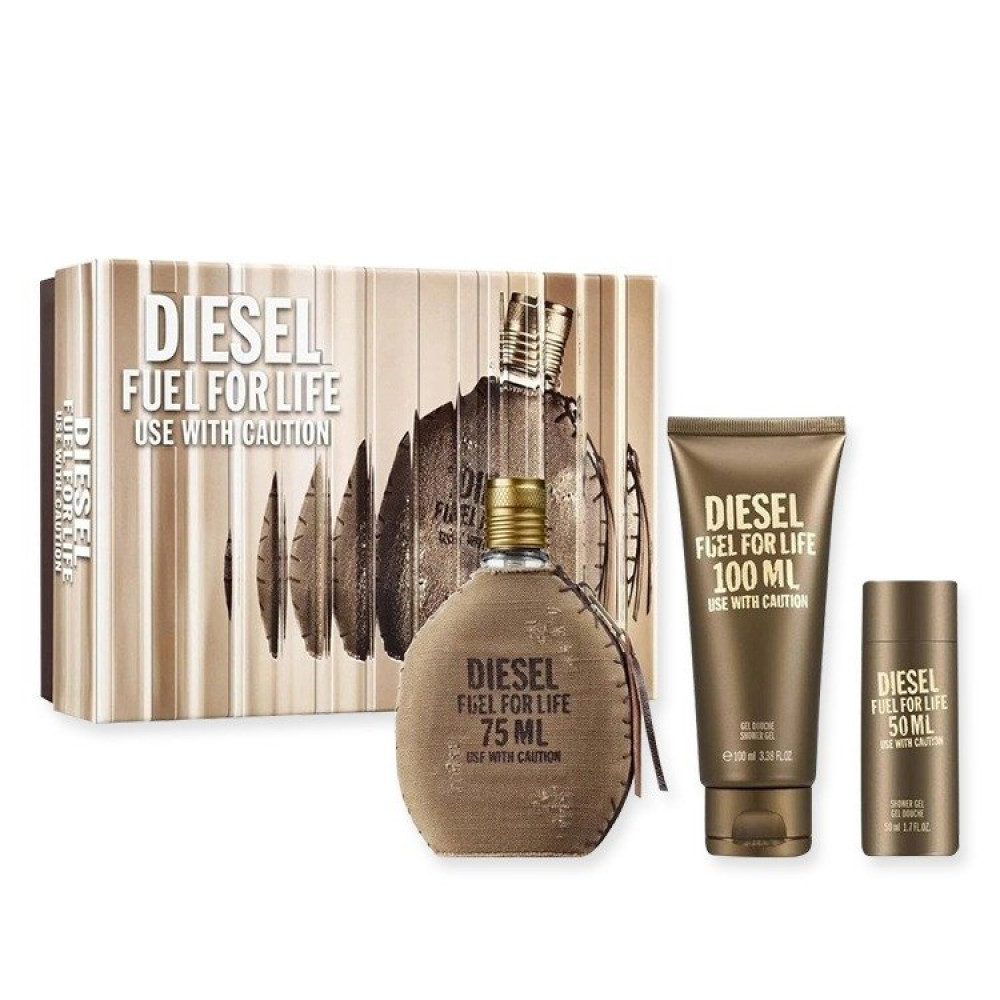 DIESEL
FUEL FOR LIFE
USE WITH CAUTION
DIESEL
FUEL FOR LIFE
USE WITH CAUTION
DIESEL
FUEL FOR LIFE
75 ML
USE WITH CAUTION
DIESEL
FUEL FOR LIFE
100 ML
USE WITH CAUTION
GEL DOUCHE
SHOWER GEL
℮ 100 ml 3.38 FL.OZ.
DIESEL
FUEL FOR LIFE
50 ML
USE WITH CAUTION
SHOWER GEL
GEL DOUCHE
50 ml 1.7 FL.OZ.